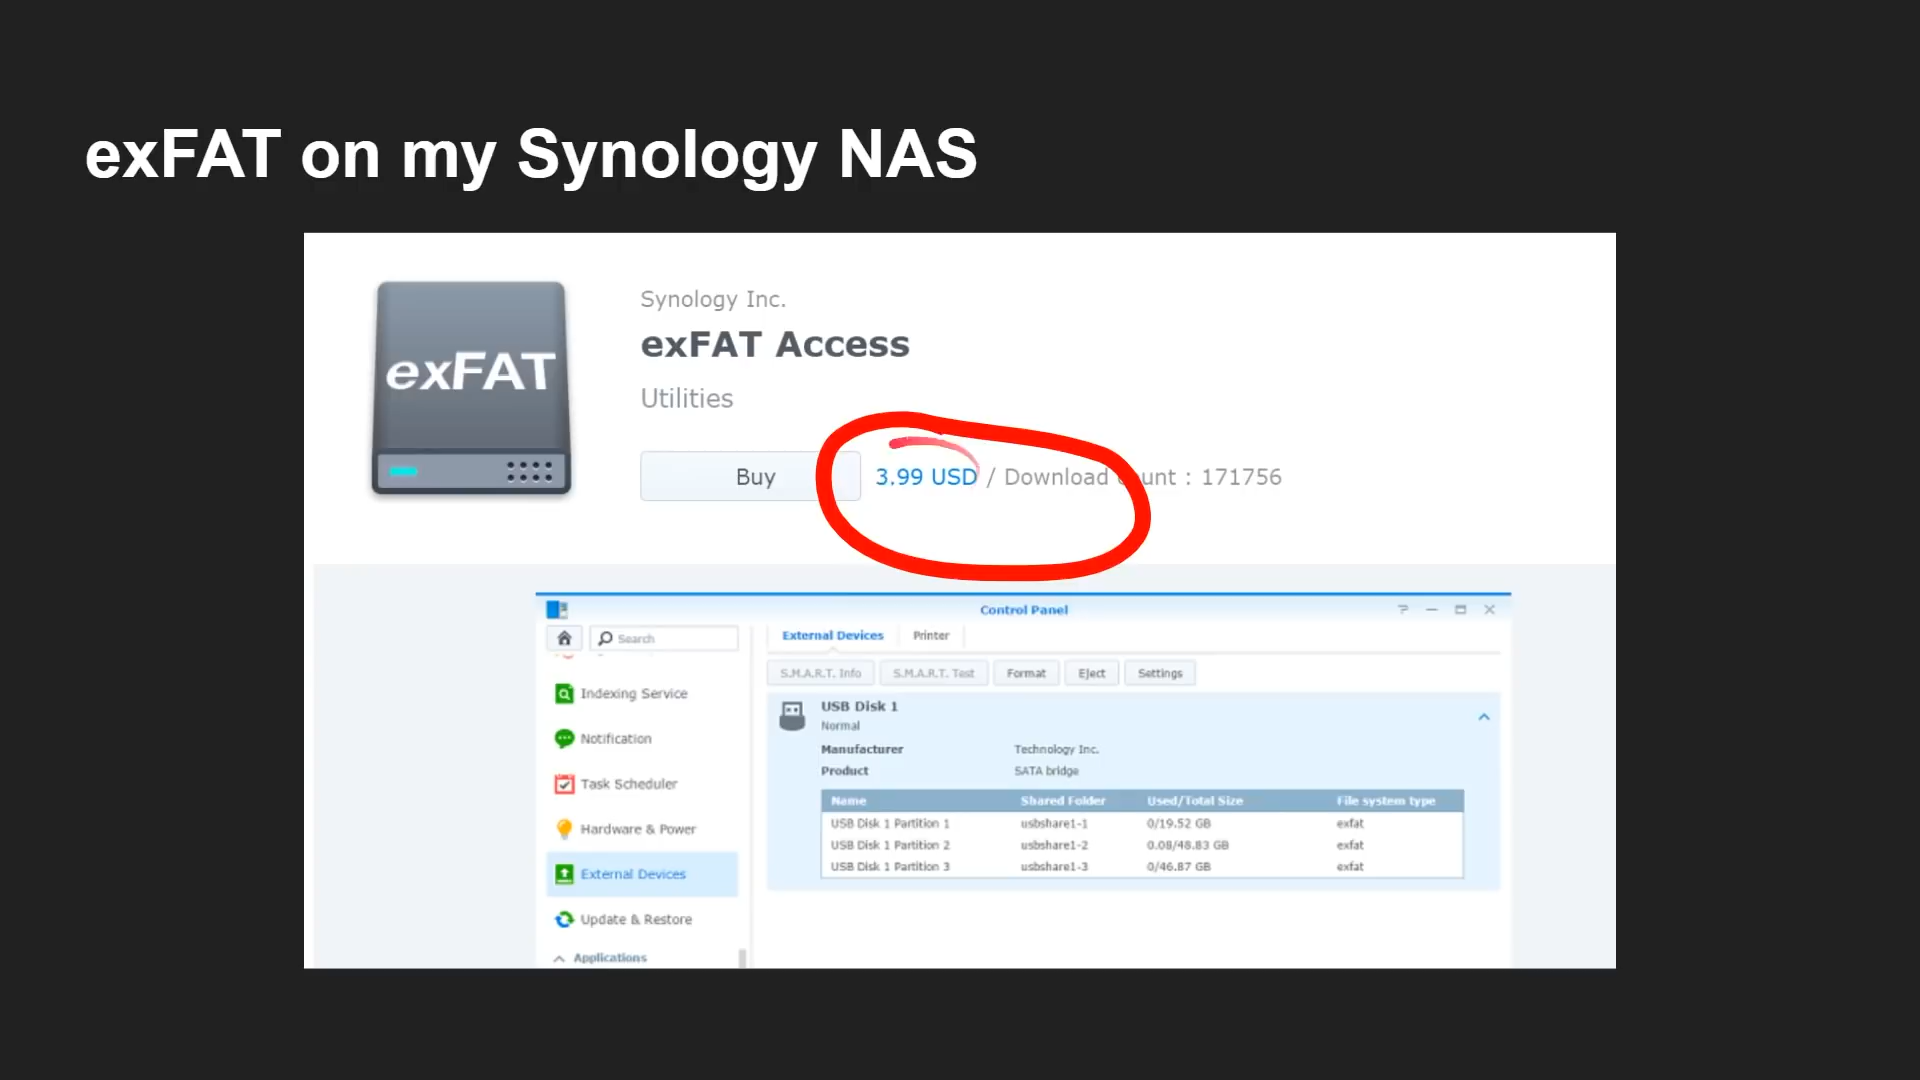 exFAT on my Synology NAS
exFAT
Synology Inc.
exFAT Access
Utilities
Buy 3.99 USD / Download unt : 171756
Control Panel
Search
External Devices Printer
S.M.A.R.T. Info S.M.A.R.T. Test Format Eject Settings
Indexing Service
Notification
Task Scheduler
Hardware & Power
External Devices
Update & Restore
Applications
USB Disk 1
Normal
Manufacturer Technology Inc.
Product SATA bridge
Name Shared Folder Used/Total Size File system type
USB Disk 1 Partition 1 usbshare1-1 0/19.52 GB exfat
USB Disk 1 Partition 2 usbshare1-2 0.08/48.83 GB exfat
USB Disk 1 Partition 3 usbshare1-3 0/46.87 GB exfat